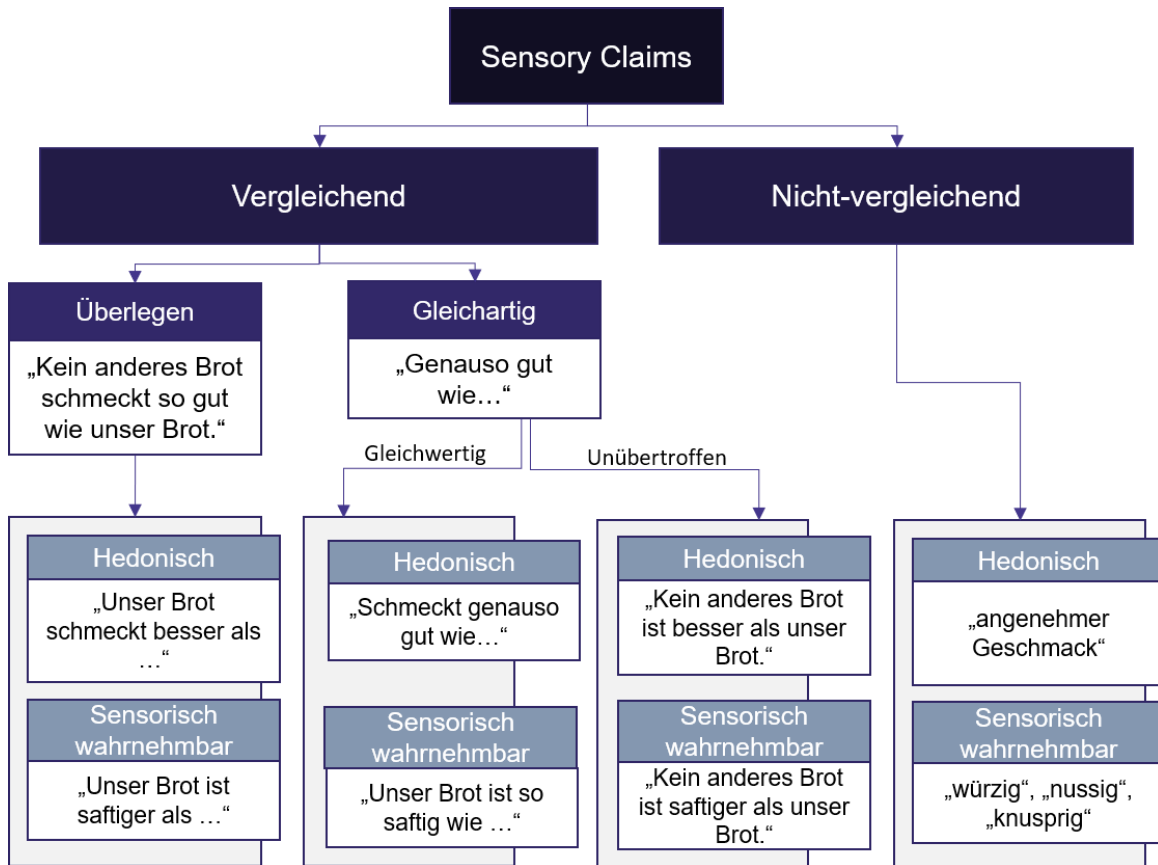 Sensory Claims
Vergleichend
Nicht-vergleichend
Überlegen
„Kein anderes Brot
schmeckt so gut
wie unser Brot.“
Gleichartig
„Genauso gut
wie…“
Gleichwertig
Unübertroffen
Hedonisch
„Unser Brot
schmeckt besser als
…“
Sensorisch
wahrnehmbar
„Unser Brot ist
saftiger als …“
Hedonisch
„Schmeckt genauso
gut wie…“
Sensorisch
wahrnehmbar
„Unser Brot ist so
saftig wie …“
Hedonisch
„Kein anderes Brot
ist besser als unser
Brot.“
Sensorisch
wahrnehmbar
„Kein anderes Brot
ist saftiger als unser
Brot.“
Hedonisch
„angenehmer
Geschmack“
Sensorisch
wahrnehmbar
„würzig“, „nussig“,
„knusprig“